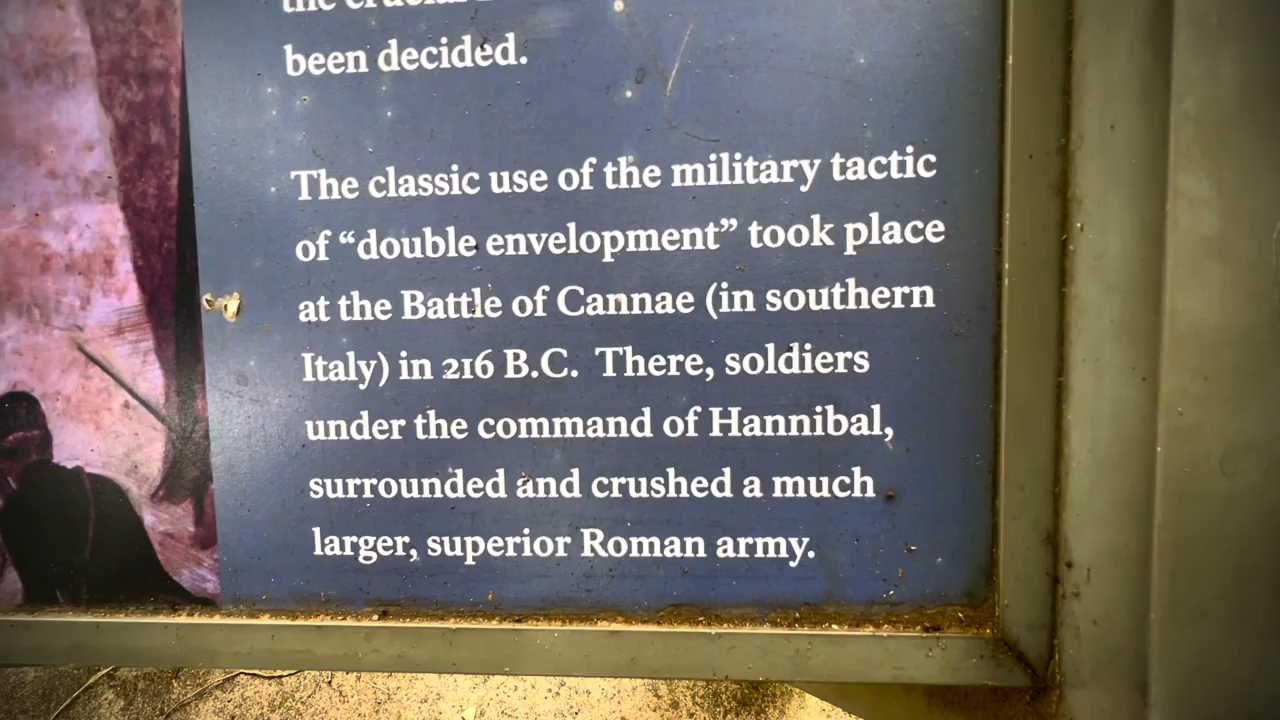 the crucial
been decided.
The classic use of the military tactic
of “double envelopment” took place
at the Battle of Cannae (in southern
Italy) in 216 B.C. There, soldiers
under the command of Hannibal,
surrounded and crushed a much
larger, superior Roman army.